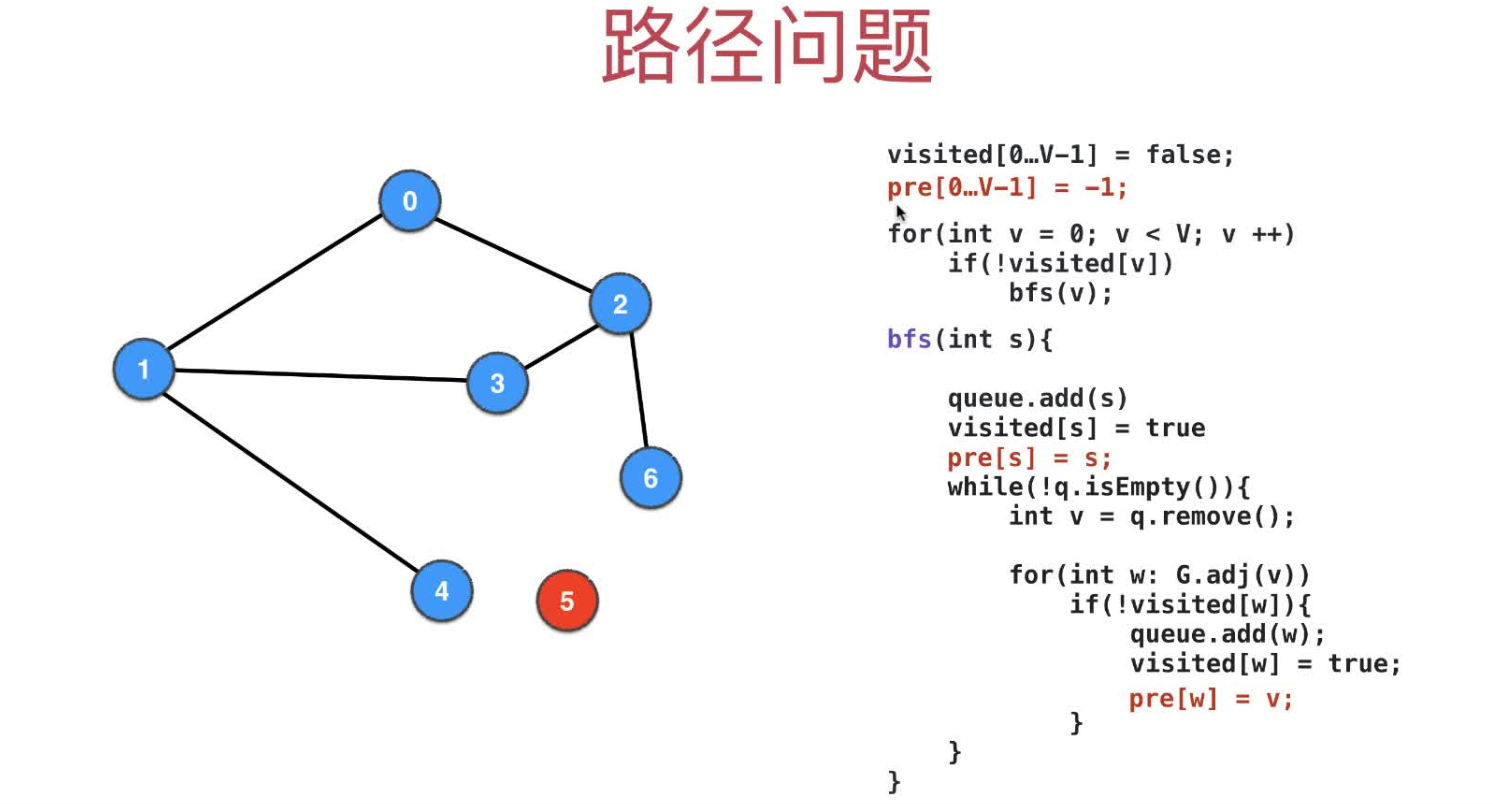 路径问题
0
2
1
3
6
4
5
visited[0…V-1] = false;
pre[0…V-1] = -1;
for(int v = 0; v < V; v ++)
if(!visited[v])
bfs(v);
bfs(int s){
queue.add(s)
visited[s] = true
pre[s] = s;
while(!q.isEmpty()){
int v = q.remove();
for(int w: G.adj(v))
if(!visited[w]){
queue.add(w);
visited[w] = true;
pre[w] = v;
}
}
}